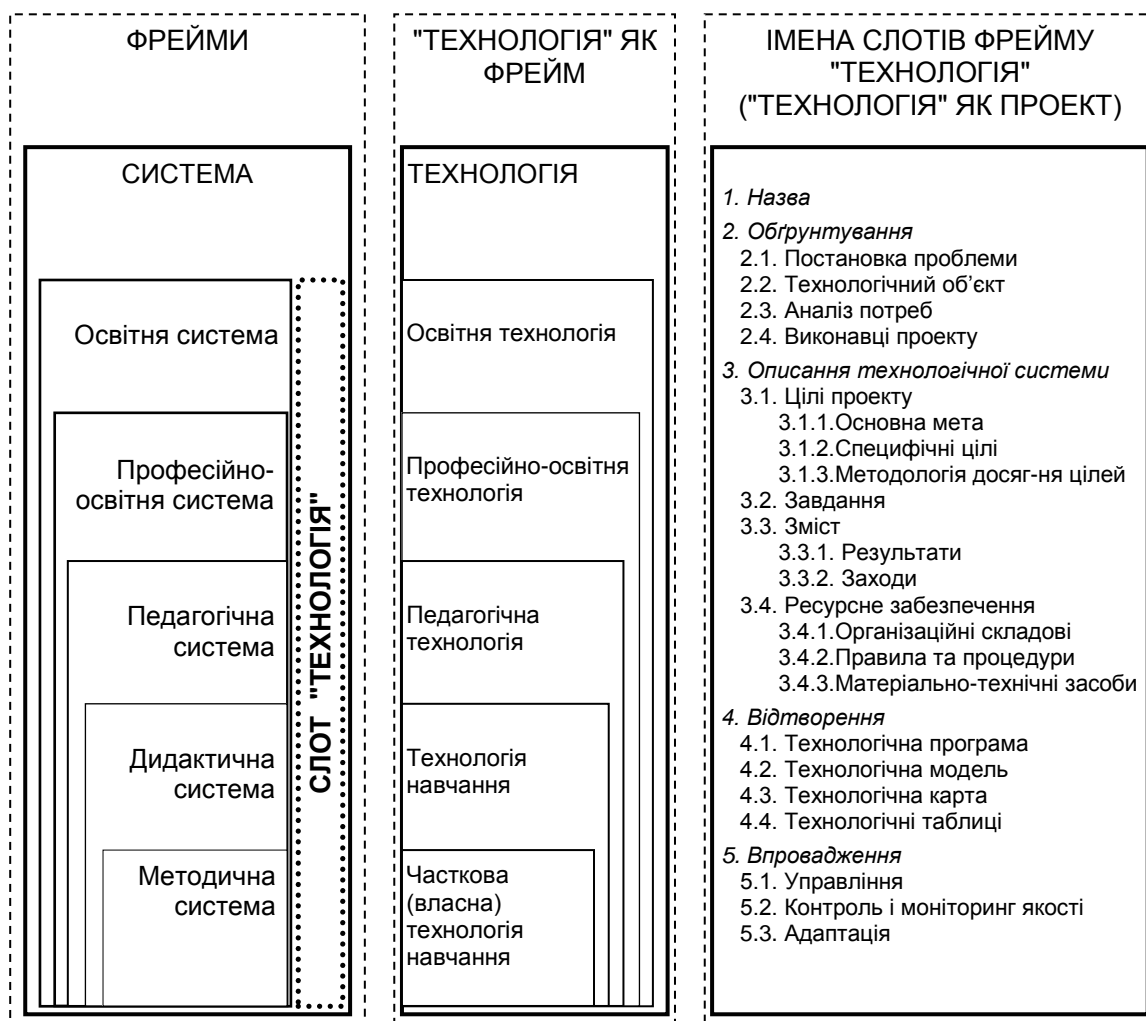 ФРЕЙМИ
СИСТЕМА
Освітня система
Професійно-
освітня система
Педагогічна
система
Дидактична
система
Методична
система
СЛОТ "ТЕХНОЛОГІЯ"
"ТЕХНОЛОГІЯ" ЯК
ФРЕЙМ
ТЕХНОЛОГІЯ
Освітня технологія
Професійно-освітня
технологія
Педагогічна
технологія
Технологія
навчання
Часткова
(власна)
технологія
навчання
ІМЕНА СЛОТІВ ФРЕЙМУ
"ТЕХНОЛОГІЯ"
("ТЕХНОЛОГІЯ" ЯК ПРОЕКТ)
1. Назва
2. Обґрунтування
2.1. Постановка проблеми
2.2. Технологічний об’єкт
2.3. Аналіз потреб
2.4. Виконавці проекту
3. Описання технологічної системи
3.1. Цілі проекту
3.1.1.Основна мета
3.1.2.Специфічні цілі
3.1.3.Методологія досяг-ня цілей
3.2. Завдання
3.3. Зміст
3.3.1. Результати
3.3.2. Заходи
3.4. Ресурсне забезпечення
3.4.1.Організаційні складові
3.4.2.Правила та процедури
3.4.3.Матеріально-технічні засоби
4. Відтворення
4.1. Технологічна програма
4.2. Технологічна модель
4.3. Технологічна карта
4.4. Технологічні таблиці
5. Впровадження
5.1. Управління
5.2. Контроль і моніторинг якості
5.3. Адаптація